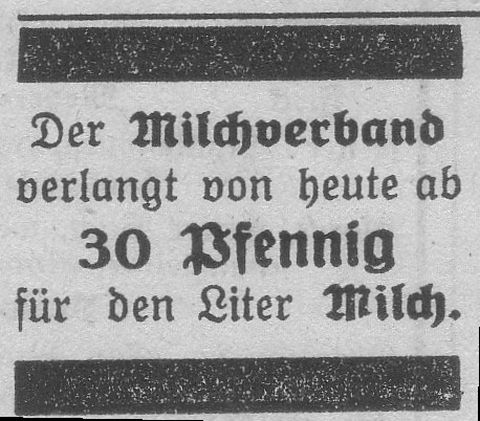 Der Milchverband
verlangt von heute ab
30 Pfennig
für den Liter Milch.